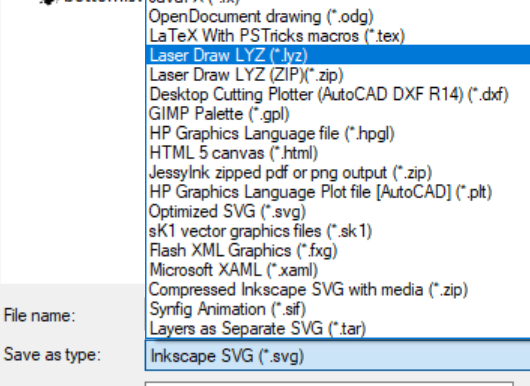 OpenDocument drawing (*.odg)
LaTeX With PSTricks macros (*.tex)
Laser Draw LYZ (*.lyz)
Laser Draw LYZ (ZIP)(*.zip)
Desktop Cutting Plotter (AutoCAD DXF R14) (*.dxf)
GIMP Palette (*.gpl)
HP Graphics Language file (*.hpgl)
HTML 5 canvas (*.html)
JessyInk zipped pdf or png output (*.zip)
HP Graphics Language Plot file [AutoCAD] (*.plt)
Optimized SVG (*.svg)
sK1 vector graphics files (*.sk1)
Flash XML Graphics (*.fxg)
Microsoft XAML (*.xaml)
Compressed Inkscape SVG with media (*.zip)
Synfig Animation (*.sif)
File name:
Layers as Separate SVG (*.tar)
Save as type:
Inkscape SVG (*.svg)